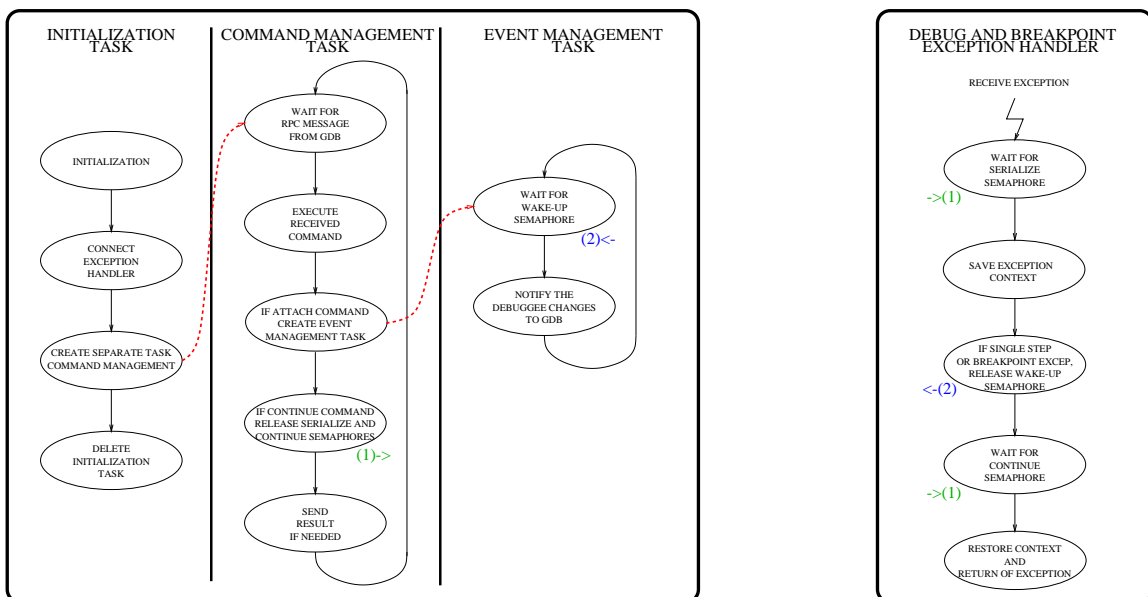 INITIALIZATION
TASK
INITIALIZATION
CONNECT
EXCEPTION
HANDLER
CREATE SEPARATE TASK
COMMAND MANAGEMENT
DELETE
INITIALIZATION
TASK
COMMAND MANAGEMENT
TASK
WAIT FOR
RPC MESSAGE
FROM GDB
EXECUTE
RECEIVED
COMMAND
IF ATTACH COMMAND
CREATE EVENT
MANAGEMENT TASK
IF CONTINUE COMMAND
RELEASE SERIALIZE AND
CONTINUE SEMAPHORES
(1)->
SEND
RESULT
IF NEEDED
EVENT MANAGEMENT
TASK
WAIT FOR
WAKE-UP
SEMAPHORE
(2)<-
NOTIFY THE
DEBUGGEE CHANGES
TO GDB
DEBUG AND BREAKPOINT
EXCEPTION HANDLER
RECEIVE EXCEPTION
WAIT FOR
SERIALIZE
SEMAPHORE
->(1)
SAVE EXCEPTION
CONTEXT
IF SINGLE STEP
OR BREAKPOINT EXCEP,
RELEASE WAKE-UP
SEMAPHORE
<-(2)
WAIT FOR
CONTINUE
SEMAPHORE
->(1)
RESTORE CONTEXT
AND
RETURN OF EXCEPTION